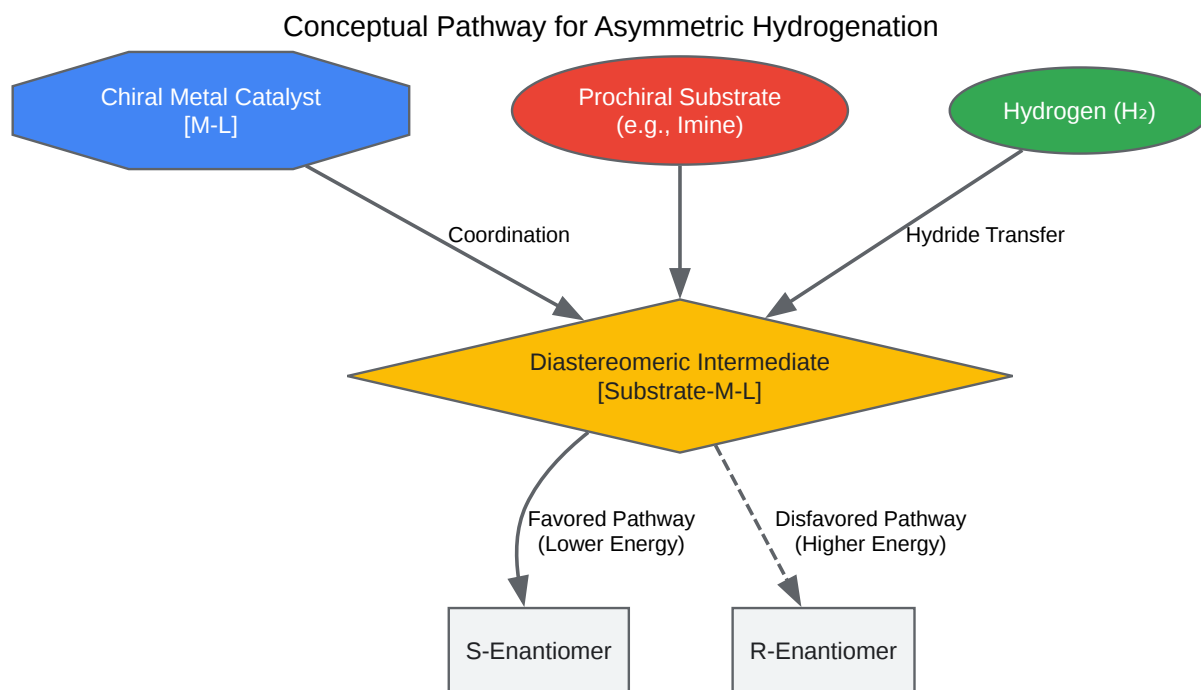 Conceptual Pathway for Asymmetric Hydrogenation
Chiral Metal Catalyst
[M-L]
Prochiral Substrate
(e.g., Imine)
Hydrogen (H₂)
Coordination
Hydride Transfer
Diastereomeric Intermediate
[Substrate-M-L]
Favored Pathway
(Lower Energy)
Disfavored Pathway
(Higher Energy)
S-Enantiomer
R-Enantiomer